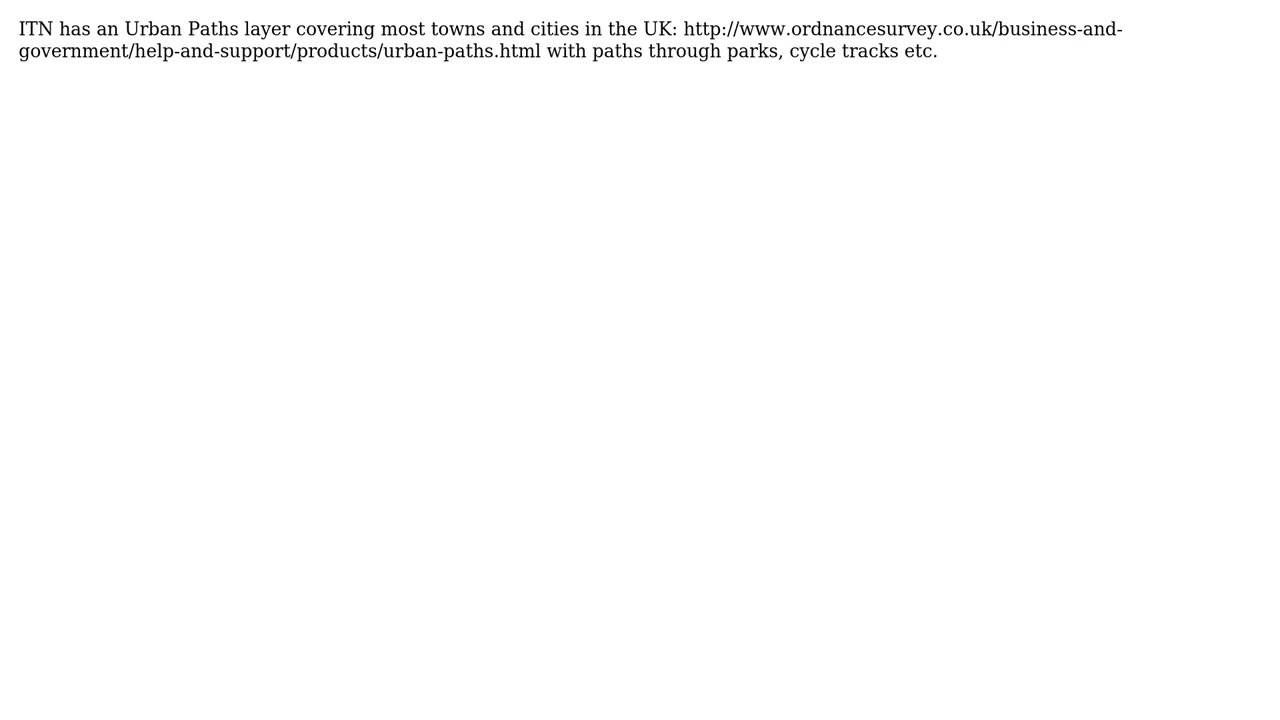 ITN has an Urban Paths layer covering most towns and cities in the UK: http://www.ordnancesurvey.co.uk/business-and-
government/help-and-support/products/urban-paths.html with paths through parks, cycle tracks etc.